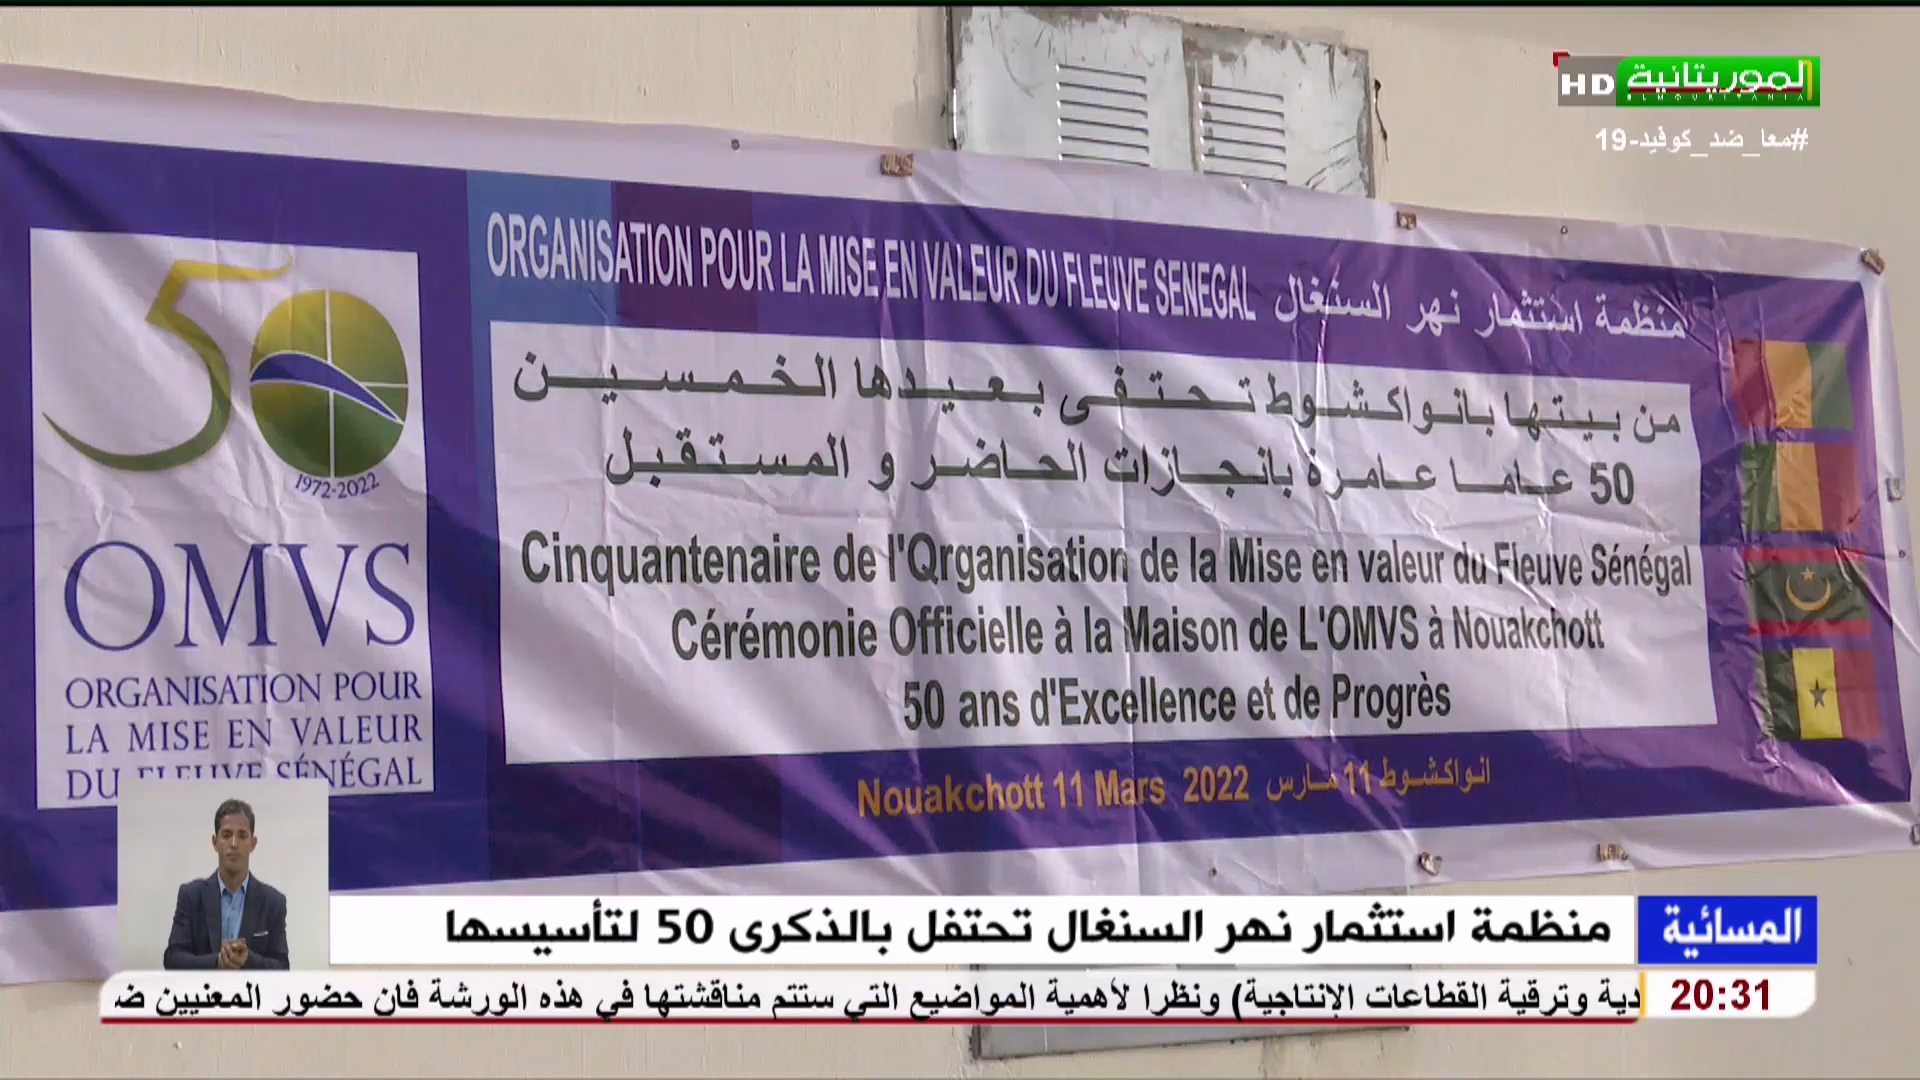 HD الموريتانية
ELMOURITANIA
#معا_ضد_كوفيد-19
ORGANISATION POUR LA MISE EN VALEUR DU FLEUVE SENEGAL منظمة استثمار نهر السنغال
من بيتها بانواكشوط تحتفى بعيدها الخمسين
50 عاما عامرة بانجازات الحاضر و المستقبل
Cinquantenaire de l'Qrganisation de la Mise en valeur du Fleuve Sénégal
Cérémonie Officielle à la Maison de L'OMVS à Nouakchott
50 ans d'Excellence et de Progrès
Nouakchott 11 Mars 2022 انواكشوط 11 مارس
50
1972-2022
OMVS
ORGANISATION POUR
LA MISE EN VALEUR
DU FLEUVE SÉNÉGAL
المسائية
منظمة استثمار نهر السنغال تحتفل بالذكرى 50 لتأسيسها
20:31
دية وترقية القطاعات الإنتاجية) ونظرا لأهمية المواضيع التي ستتم مناقشتها في هذه الورشة فان حضور المعنيين ض